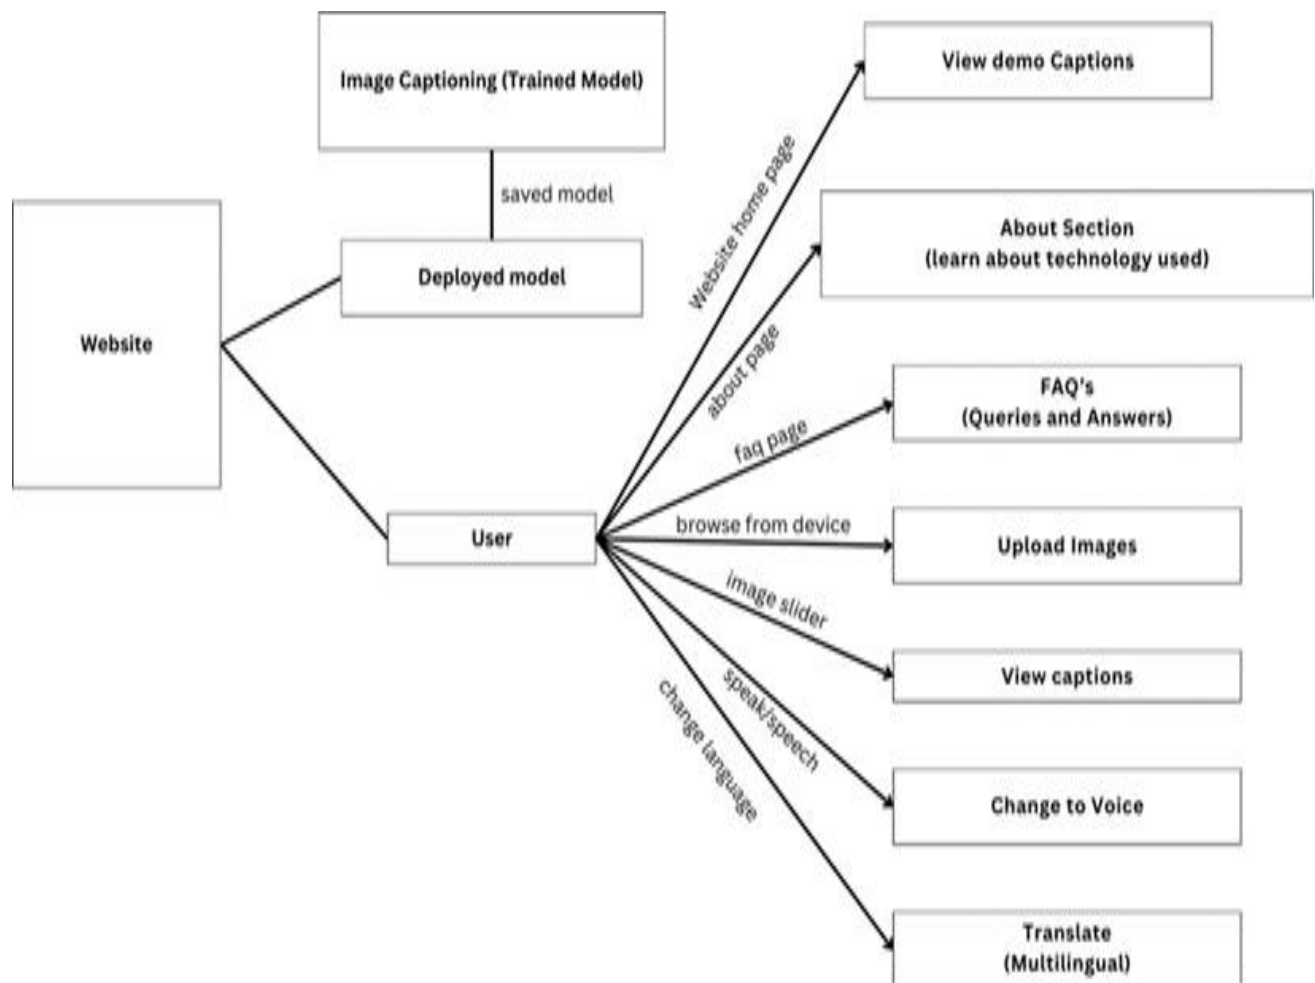 Image Captioning (Trained Model)
saved model
Deployed model
Website
User
Website home page
View demo Captions
about page
About Section
(learn about technology used)
faq page
FAQ's
(Queries and Answers)
browse from device
Upload Images
image slider
View captions
speak/speech
Change to Voice
change language
Translate
(Multilingual)